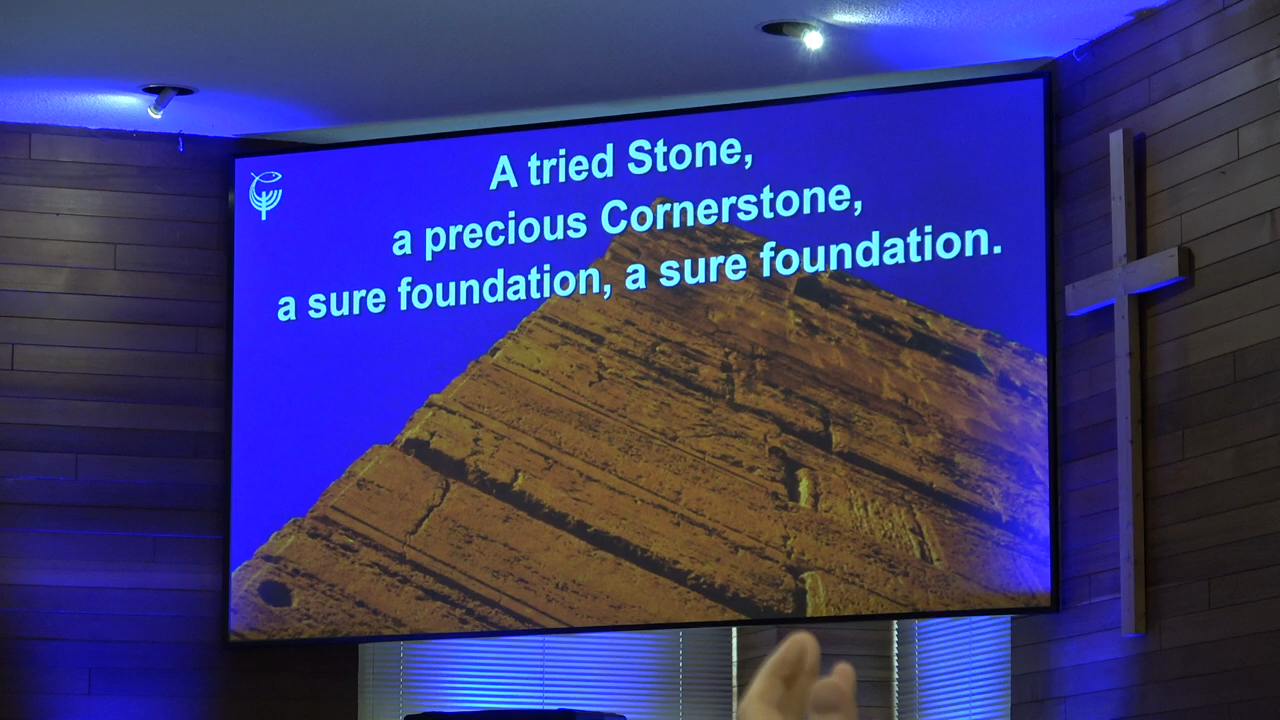 A tried Stone,
a precious Cornerstone,
a sure foundation, a sure foundation.